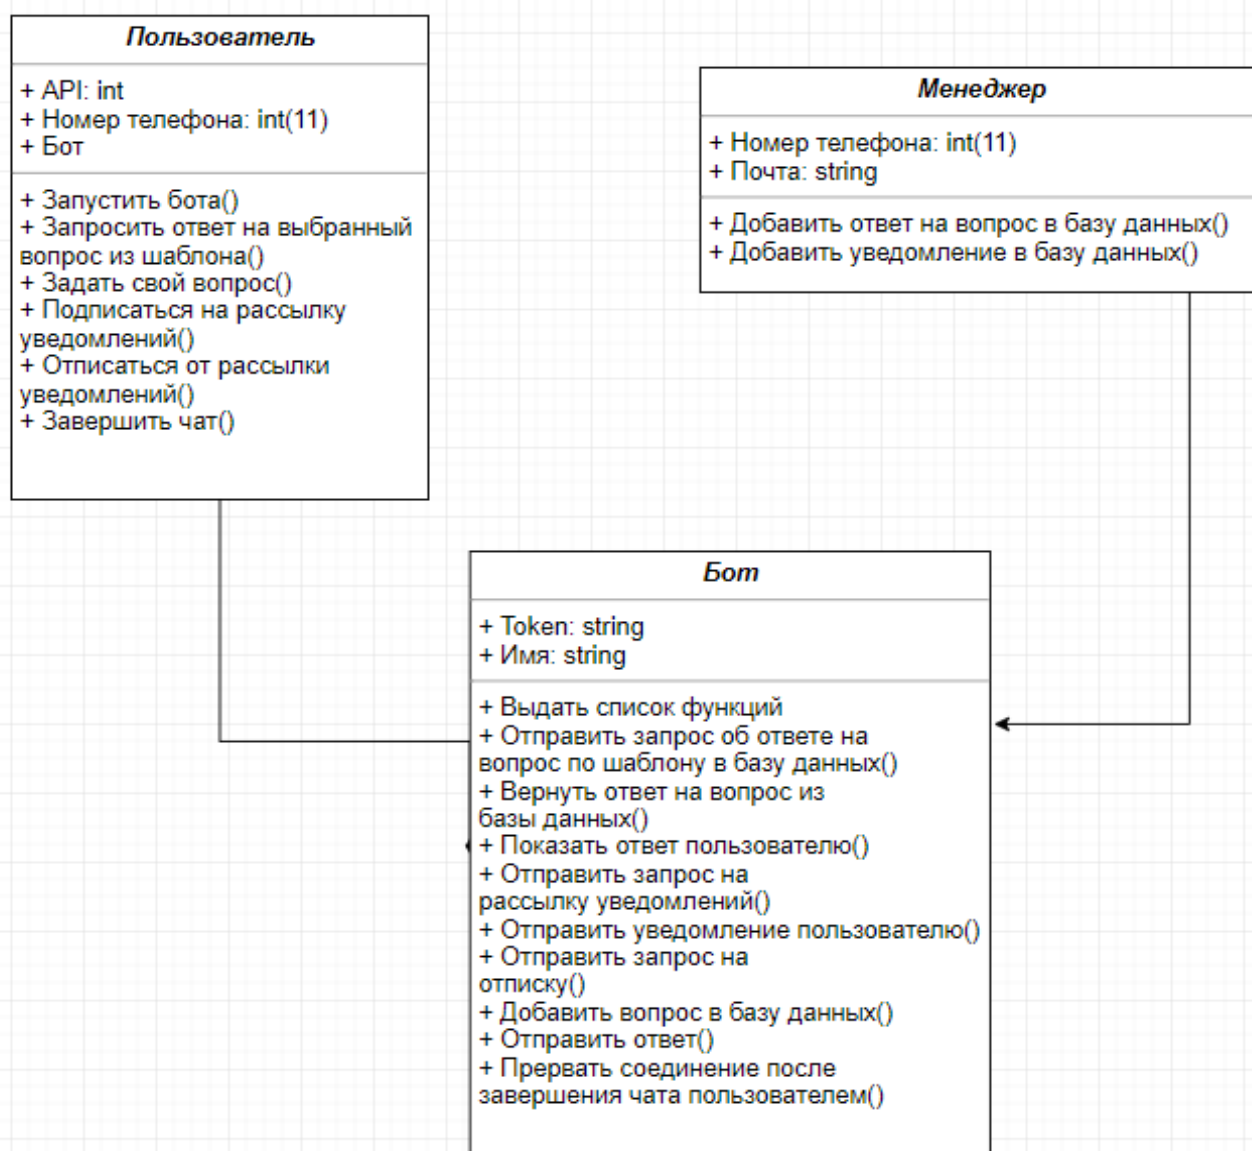 Пользователь
+ API: int
+ Номер телефона: int(11)
+ Бот
+ Запустить бота()
+ Запросить ответ на выбранный
вопрос из шаблона()
+ Задать свой вопрос()
+ Подписаться на рассылку
уведомлений()
+ Отписаться от рассылки
уведомлений()
+ Завершить чат()
Менеджер
+ Номер телефона: int(11)
+ Почта: string
+ Добавить ответ на вопрос в базу данных()
+ Добавить уведомление в базу данных()
Бот
+ Token: string
+ Имя: string
+ Выдать список функций
+ Отправить запрос об ответе на
вопрос по шаблону в базу данных()
+ Вернуть ответ на вопрос из
базы данных()
+ Показать ответ пользователю()
+ Отправить запрос на
рассылку уведомлений()
+ Отправить уведомление пользователю()
+ Отправить запрос на
отписку()
+ Добавить вопрос в базу данных()
+ Отправить ответ()
+ Прервать соединение после
завершения чата пользователем()